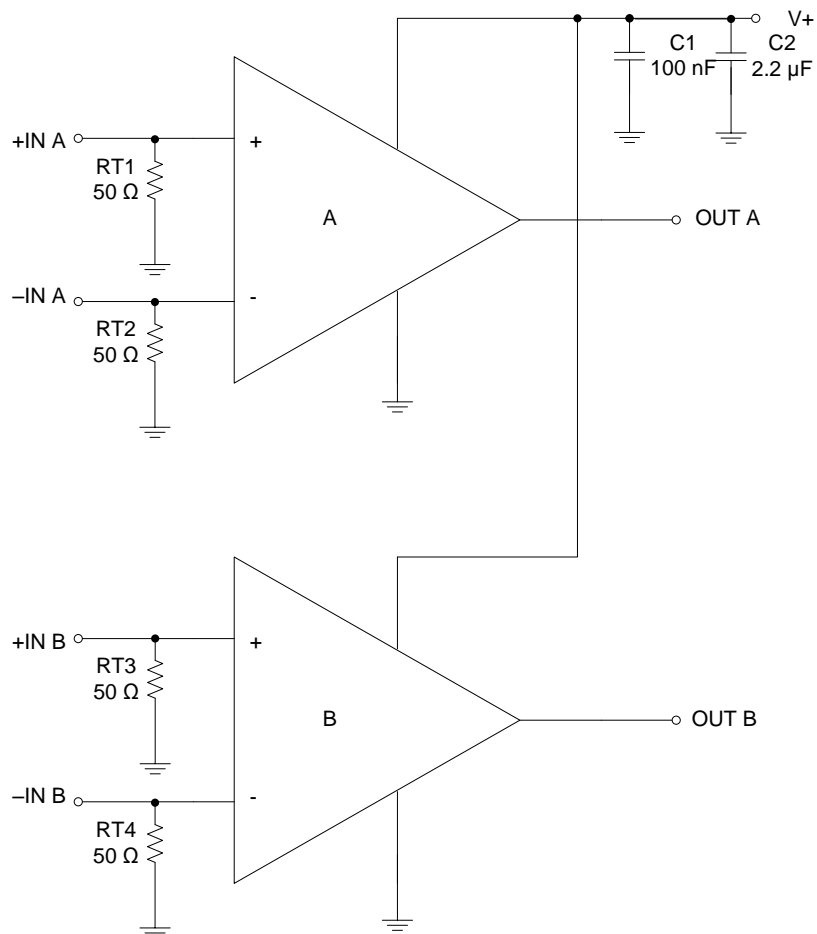 V+
C1
100 nF
C2
2.2 µF
+IN A
+
RT1
50 Ω
A
OUT A
–IN A
-
RT2
50 Ω
+IN B
+
RT3
50 Ω
B
OUT B
–IN B
-
RT4
50 Ω